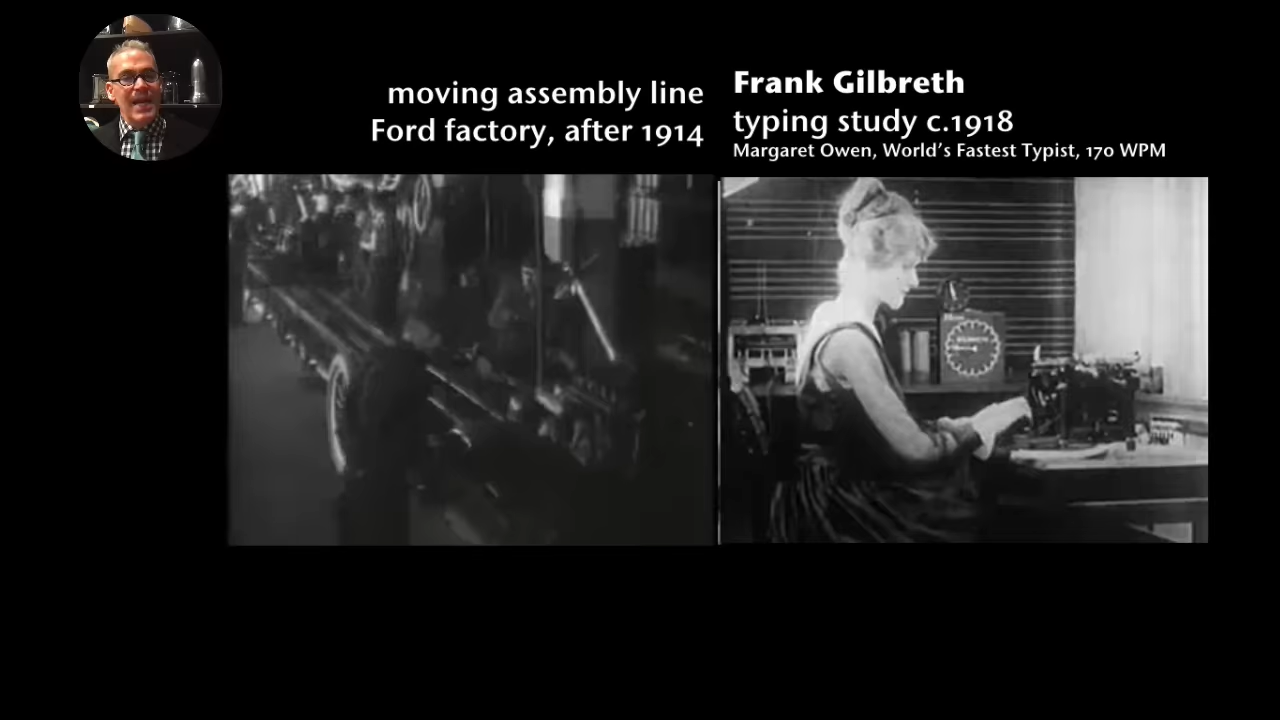 moving assembly line
Ford factory, after 1914
Frank Gilbreth
typing study c.1918
Margaret Owen, World's Fastest Typist, 170 WPM